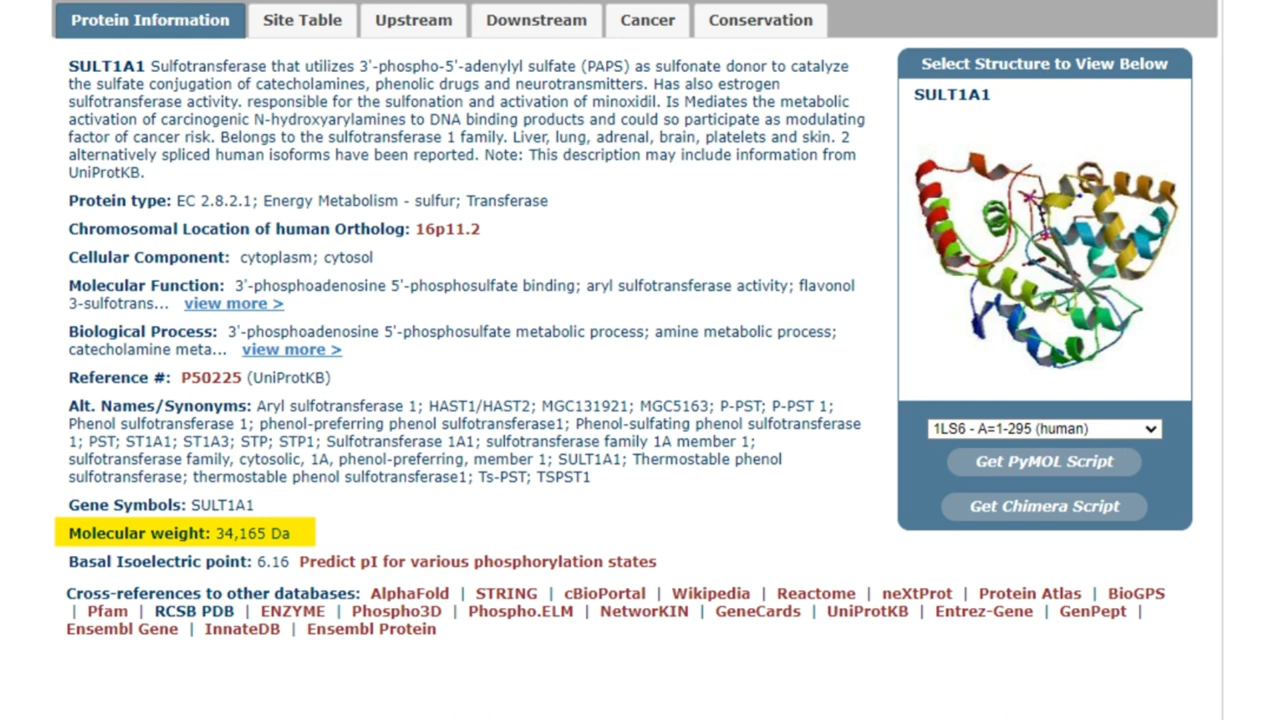 Protein Information
Site Table
Upstream
Downstream
Cancer
Conservation
SULT1A1 Sulfotransferase that utilizes 3'-phospho-5'-adenylyl sulfate (PAPS) as sulfonate donor to catalyze
the sulfate conjugation of catecholamines, phenolic drugs and neurotransmitters. Has also estrogen
sulfotransferase activity. responsible for the sulfonation and activation of minoxidil. Is Mediates the metabolic
activation of carcinogenic N-hydroxyarylamines to DNA binding products and could so participate as modulating
factor of cancer risk. Belongs to the sulfotransferase 1 family. Liver, lung, adrenal, brain, platelets and skin. 2
alternatively spliced human isoforms have been reported. Note: This description may include information from
UniProtKB.
Protein type: EC 2.8.2.1; Energy Metabolism - sulfur; Transferase
Chromosomal Location of human Ortholog: 16p11.2
Cellular Component: cytoplasm; cytosol
Molecular Function: 3'-phosphoadenosine 5'-phosphosulfate binding; aryl sulfotransferase activity; flavonol
3-sulfotrans... view more >
Biological Process: 3'-phosphoadenosine 5'-phosphosulfate metabolic process; amine metabolic process;
catecholamine meta... view more >
Reference #: P50225 (UniProtKB)
Alt. Names/Synonyms: Aryl sulfotransferase 1; HAST1/HAST2; MGC131921; MGC5163; P-PST; P-PST 1;
Phenol sulfotransferase 1; phenol-preferring phenol sulfotransferase1; Phenol-sulfating phenol sulfotransferase
1; PST; ST1A1; ST1A3; STP; STP1; Sulfotransferase 1A1; sulfotransferase family 1A member 1;
sulfotransferase family, cytosolic, 1A, phenol-preferring, member 1; SULT1A1; Thermostable phenol
sulfotransferase; thermostable phenol sulfotransferase1; Ts-PST; TSPST1
Gene Symbols: SULT1A1
Molecular weight: 34,165 Da
Basal Isoelectric point: 6.16 Predict pI for various phosphorylation states
Cross-references to other databases: AlphaFold | STRING | cBioPortal | Wikipedia | Reactome | neXtProt | Protein Atlas | BioGPS
| Pfam | RCSB PDB | ENZYME | Phospho3D | Phospho.ELM | NetworKIN | GeneCards | UniProtKB | Entrez-Gene | GenPept |
Ensembl Gene | InnateDB | Ensembl Protein
Select Structure to View Below
SULT1A1
1LS6 - A=1-295 (human)
Get PyMOL Script
Get Chimera Script